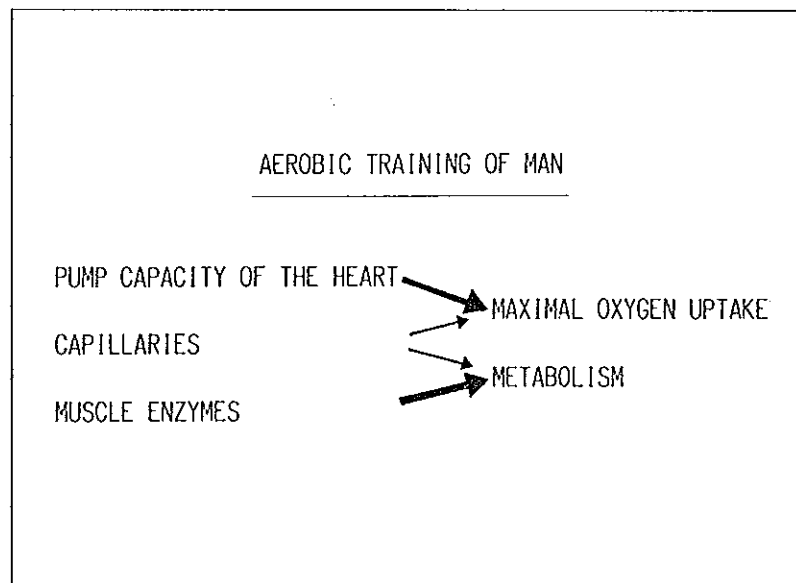 AEROBIC TRAINING OF MAN
PUMP CAPACITY OF THE HEART
MAXIMAL OXYGEN UPTAKE
CAPILLARIES
METABOLISM
MUSCLE ENZYMES